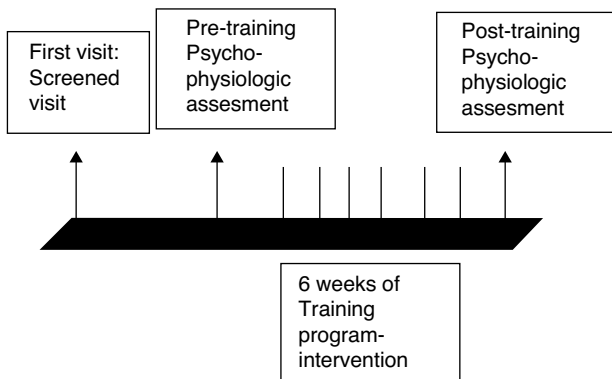 First visit:
Screened
visit
Pre-training
Psycho-
physiologic
assesment
Post-training
Psycho-
physiologic
assesment
6 weeks of
Training
program-
intervention